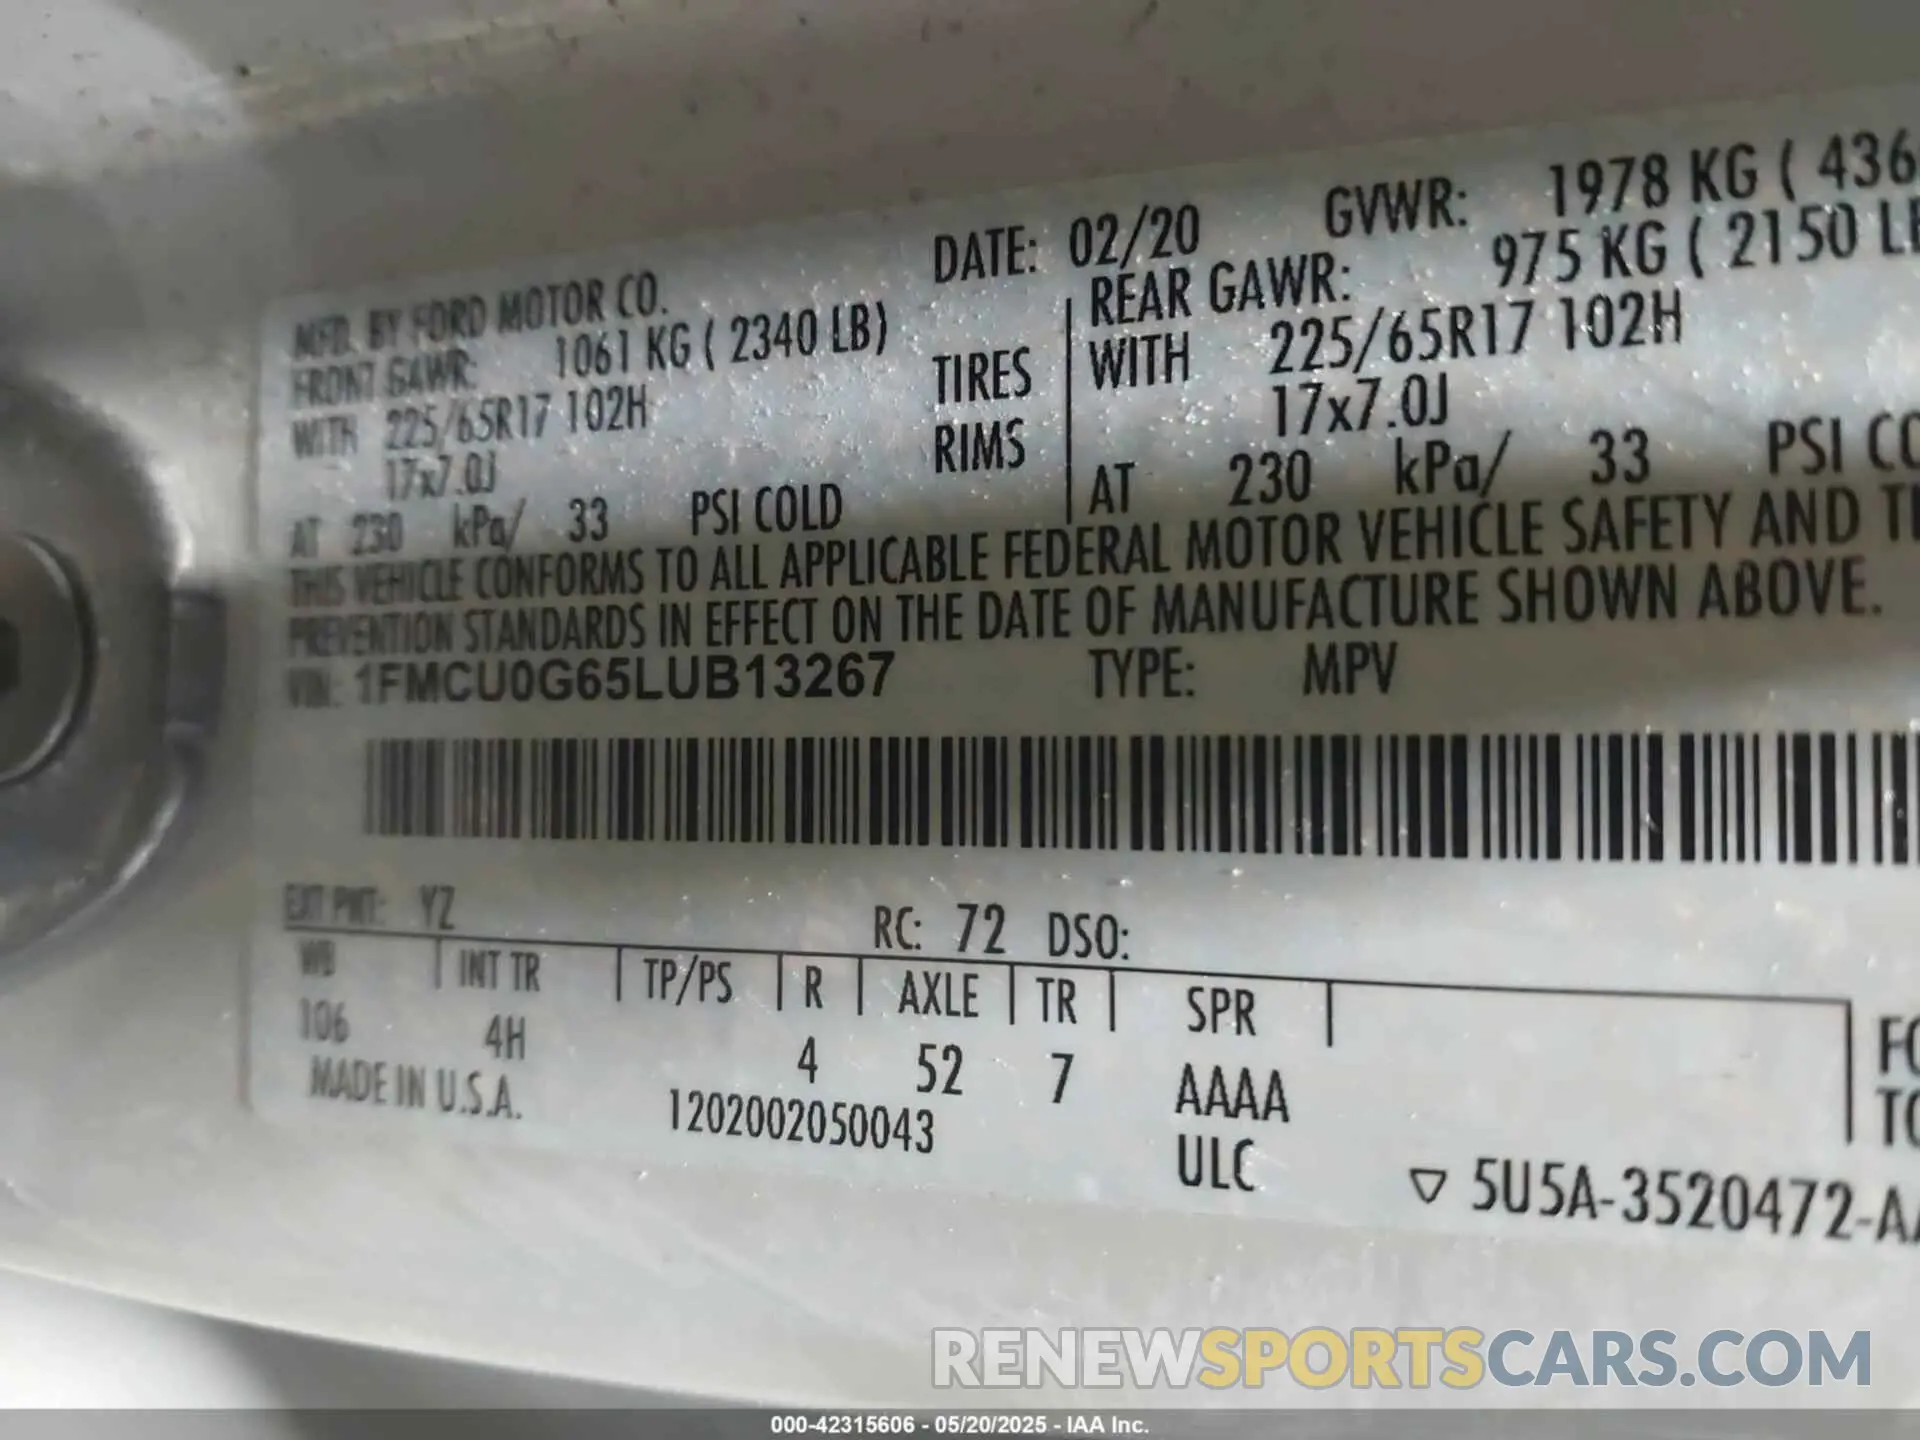 MFD. BY FORD MOTOR CO. DATE: 02/20 GVWR: 1978 KG ( 436
FRONT GAWR: 1061 KG ( 2340 LB) REAR GAWR: 975 KG ( 2150
WITH 225/65R17 102H TIRES WITH 225/65R17 102H
17x7.0J RIMS 17x7.0J
AT 230 kPa/ 33 PSI COLD AT 230 kPa/ 33 PSI
THIS VEHICLE CONFORMS TO ALL APPLICABLE FEDERAL MOTOR VEHICLE SAFETY AND
PREVENTION STANDARDS IN EFFECT ON THE DATE OF MANUFACTURE SHOWN ABOVE.
VIN: 1FMCU0G65LUB13267 TYPE: MPV
EXT PNT: YZ RC: 72 DSO:
WB INT TR TP/PS R AXLE TR SPR
106 4H 4 52 7 AAAA
MADE IN U.S.A. 1202002050043 ULC
▽ 5U5A-3520472-A
RENEWSPORTSCARS.COM
000-42315606 - 05/20/2025 - IAA Inc.